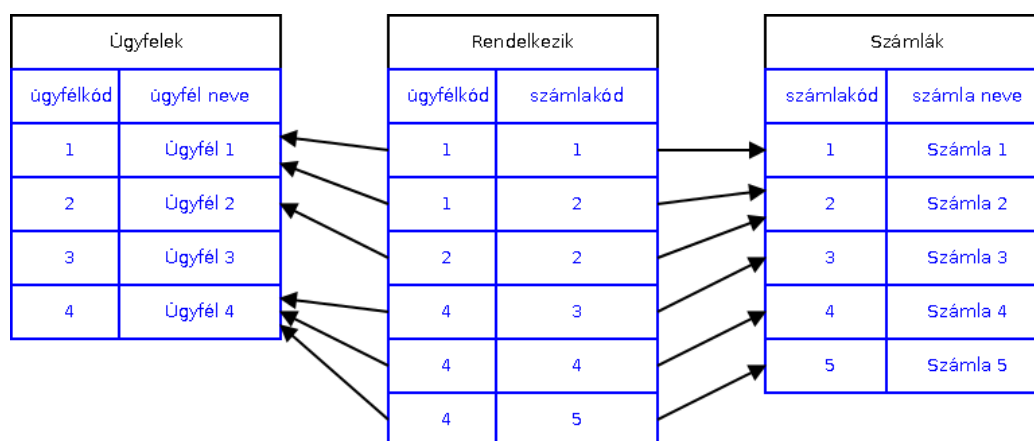 Ügyfelek
ügyfélkód ügyfél neve
1 Ügyfél 1
2 Ügyfél 2
3 Ügyfél 3
4 Ügyfél 4
Rendelkezik
ügyfélkód számlakód
1 1
1 2
2 2
4 3
4 4
4 5
Számlák
számlakód számla neve
1 Számla 1
2 Számla 2
3 Számla 3
4 Számla 4
5 Számla 5